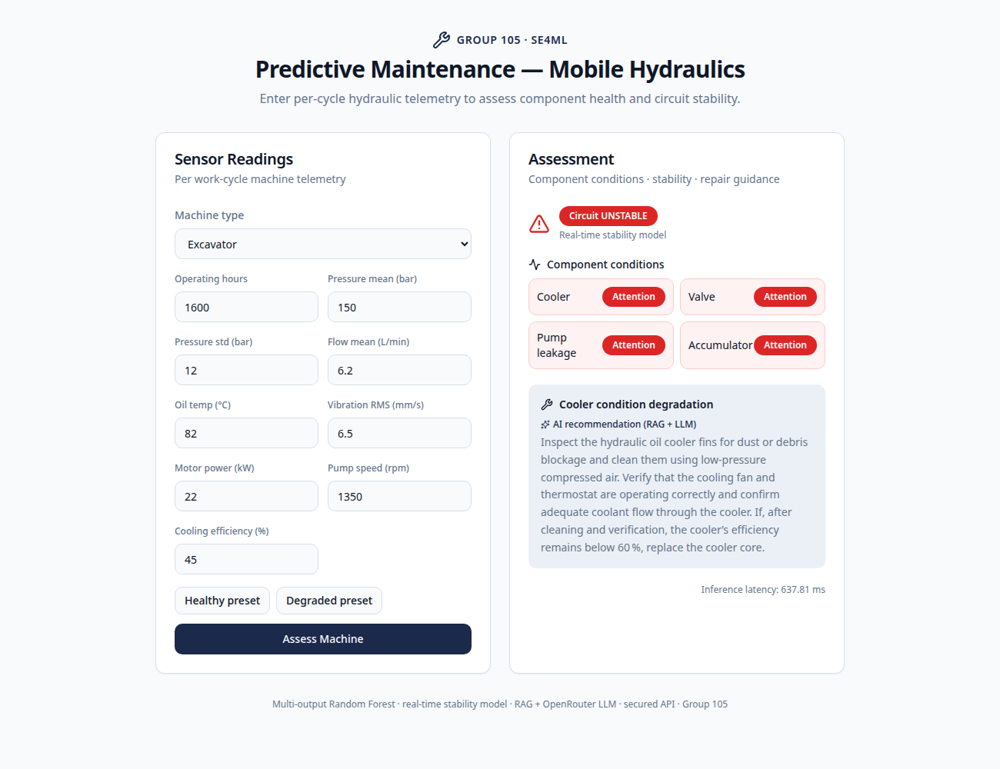 GROUP 105 · SE4ML
Predictive Maintenance — Mobile Hydraulics
Enter per-cycle hydraulic telemetry to assess component health and circuit stability.
Sensor Readings
Per work-cycle machine telemetry
Machine type
Excavator
Operating hours
Pressure mean (bar)
1600
150
Pressure std (bar)
Flow mean (L/min)
12
6.2
Oil temp (°C)
Vibration RMS (mm/s)
82
6.5
Motor power (kW)
Pump speed (rpm)
22
1350
Cooling efficiency (%)
45
Healthy preset
Degraded preset
Assess Machine
Assessment
Component conditions · stability · repair guidance
Circuit UNSTABLE
Real-time stability model
Component conditions
Cooler
Attention
Valve
Attention
Pump
leakage
Attention
Accumulator
Attention
Cooler condition degradation
AI recommendation (RAG + LLM)
Inspect the hydraulic oil cooler fins for dust or debris
blockage and clean them using low-pressure
compressed air. Verify that the cooling fan and
thermostat are operating correctly and confirm
adequate coolant flow through the cooler. If, after
cleaning and verification, the cooler’s efficiency
remains below 60 %, replace the cooler core.
Inference latency: 637.81 ms
Multi-output Random Forest · real-time stability model · RAG + OpenRouter LLM · secured API · Group 105